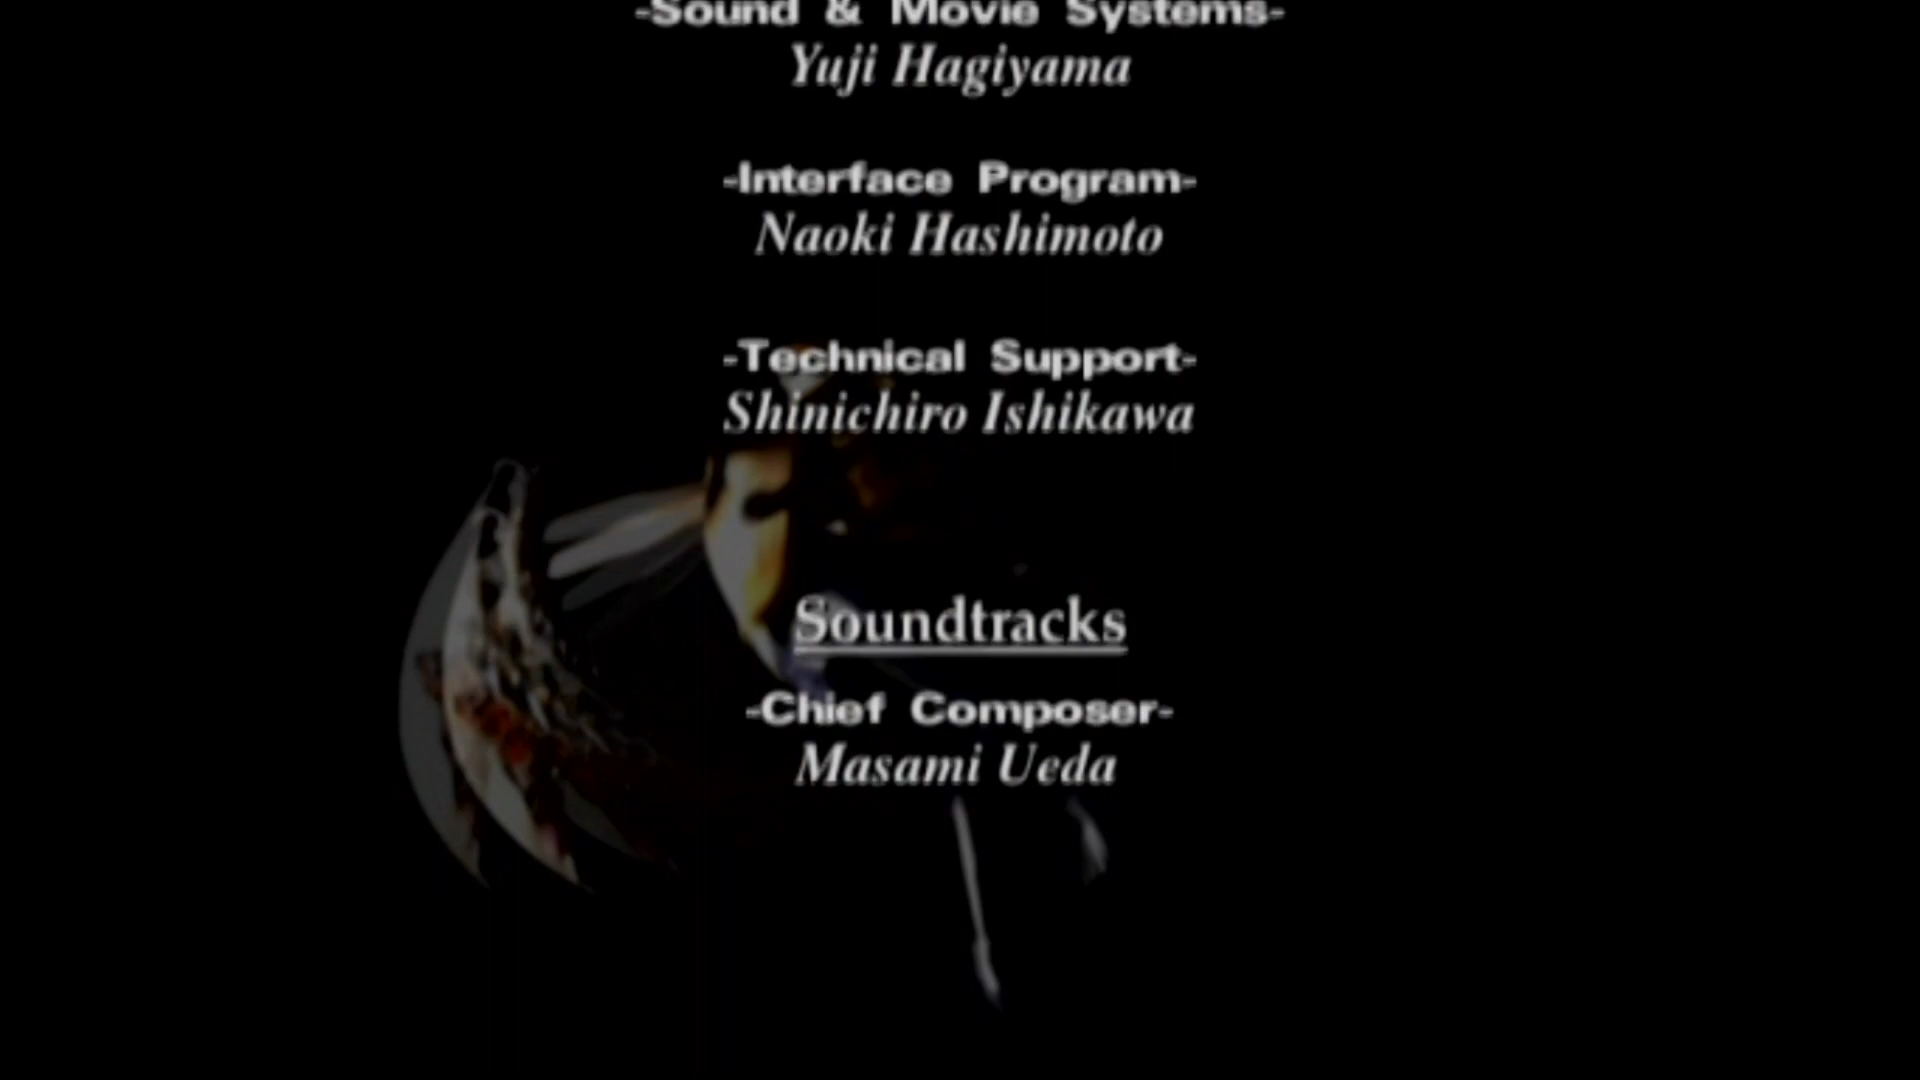 -Sound & Movie Systems-
Yuji Hagiyama
-Interface Program-
Naoki Hashimoto
-Technical Support-
Shinichiro Ishikawa
Soundtracks
-Chief Composer-
Masami Ueda